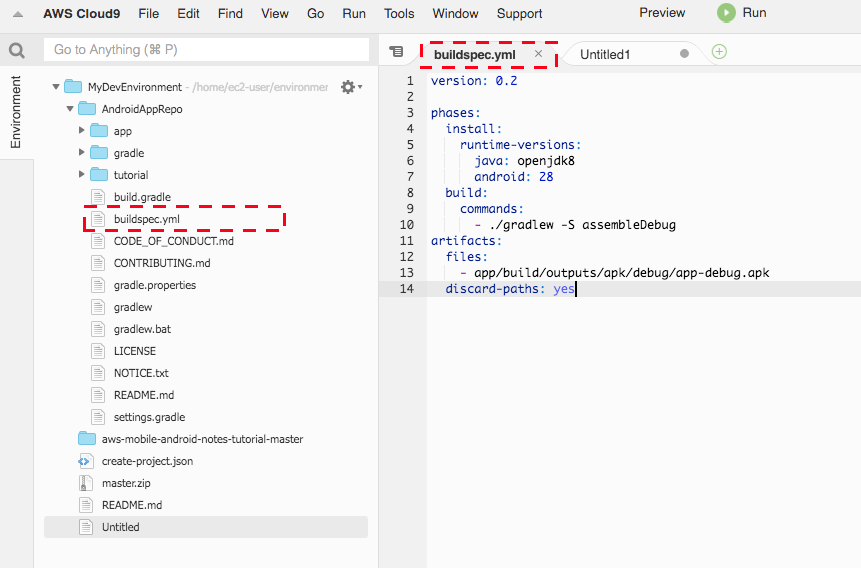 AWS Cloud9 File Edit Find View Go Run Tools Window Support Preview Run
Go to Anything (⌘ P)
Environment
MyDevEnvironment - /home/ec2-user/environmen
AndroidAppRepo
app
gradle
tutorial
build.gradle
buildspec.yml
CODE_OF_CONDUCT.md
CONTRIBUTING.md
gradle.properties
gradlew
gradlew.bat
LICENSE
NOTICE.txt
README.md
settings.gradle
aws-mobile-android-notes-tutorial-master
create-project.json
master.zip
README.md
Untitled
buildspec.yml Untitled1
1 version: 0.2
2
3 phases:
4 install:
5 runtime-versions:
6 java: openjdk8
7 android: 28
8 build:
9 commands:
10 - ./gradlew -S assembleDebug
11 artifacts:
12 files:
13 - app/build/outputs/apk/debug/app-debug.apk
14 discard-paths: yes